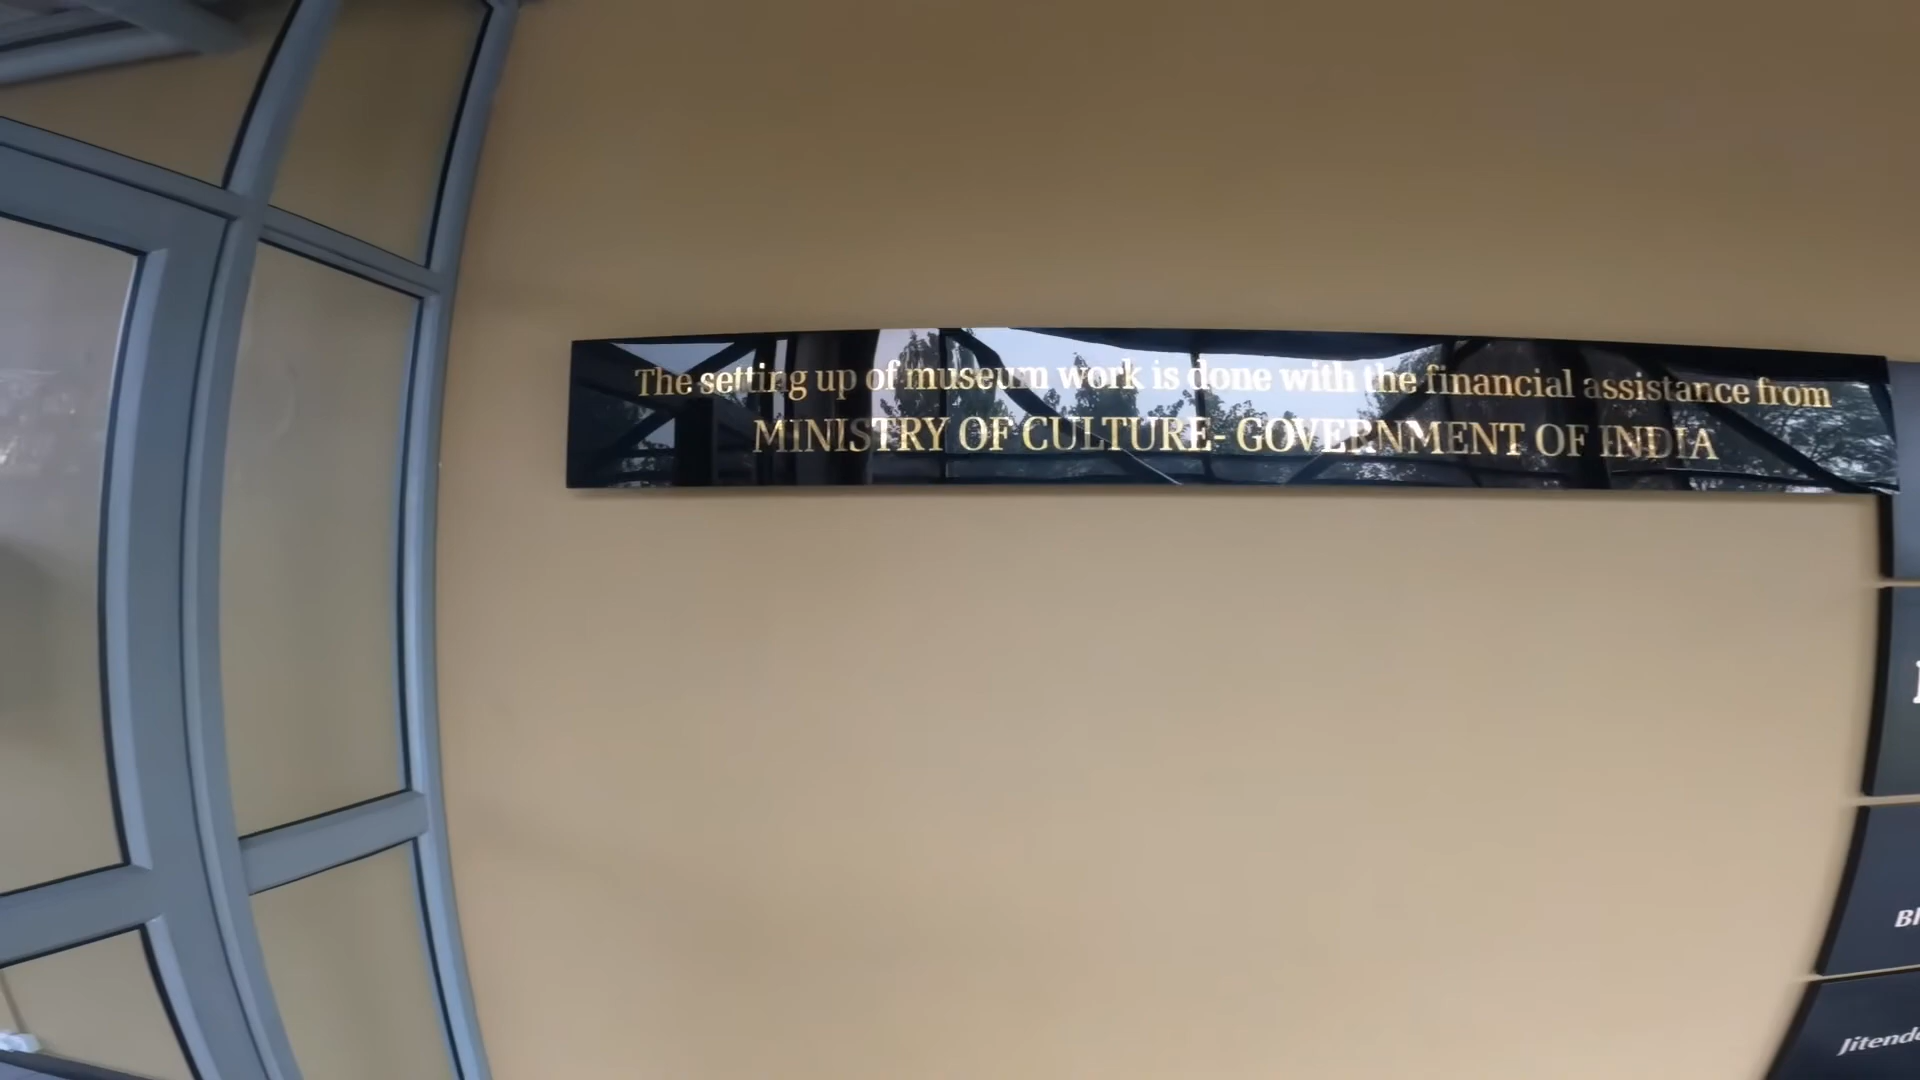 The setting up of museum work is done with the financial assistance from
MINISTRY OF CULTURE- GOVERNMENT OF INDIA